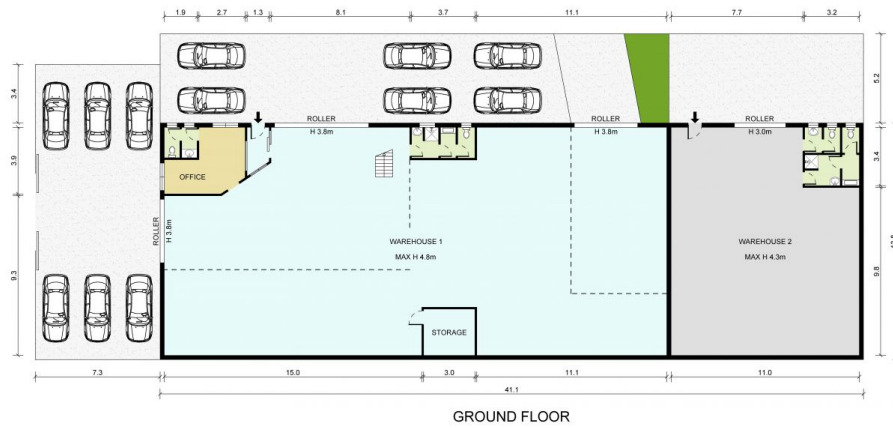 1.9 2.7 1.3 8.1 3.7 11.1 7.7 3.2
3.4
5.2
ROLLER ROLLER ROLLER
H 3.8m H 3.8m H 3.0m
3.9
3.4
OFFICE
ROLLER
H 3.8m
WAREHOUSE 1 WAREHOUSE 2
MAX H 4.8m MAX H 4.3m
9.3
9.8
STORAGE
7.3 15.0 3.0 11.1 11.0
41.1
GROUND FLOOR